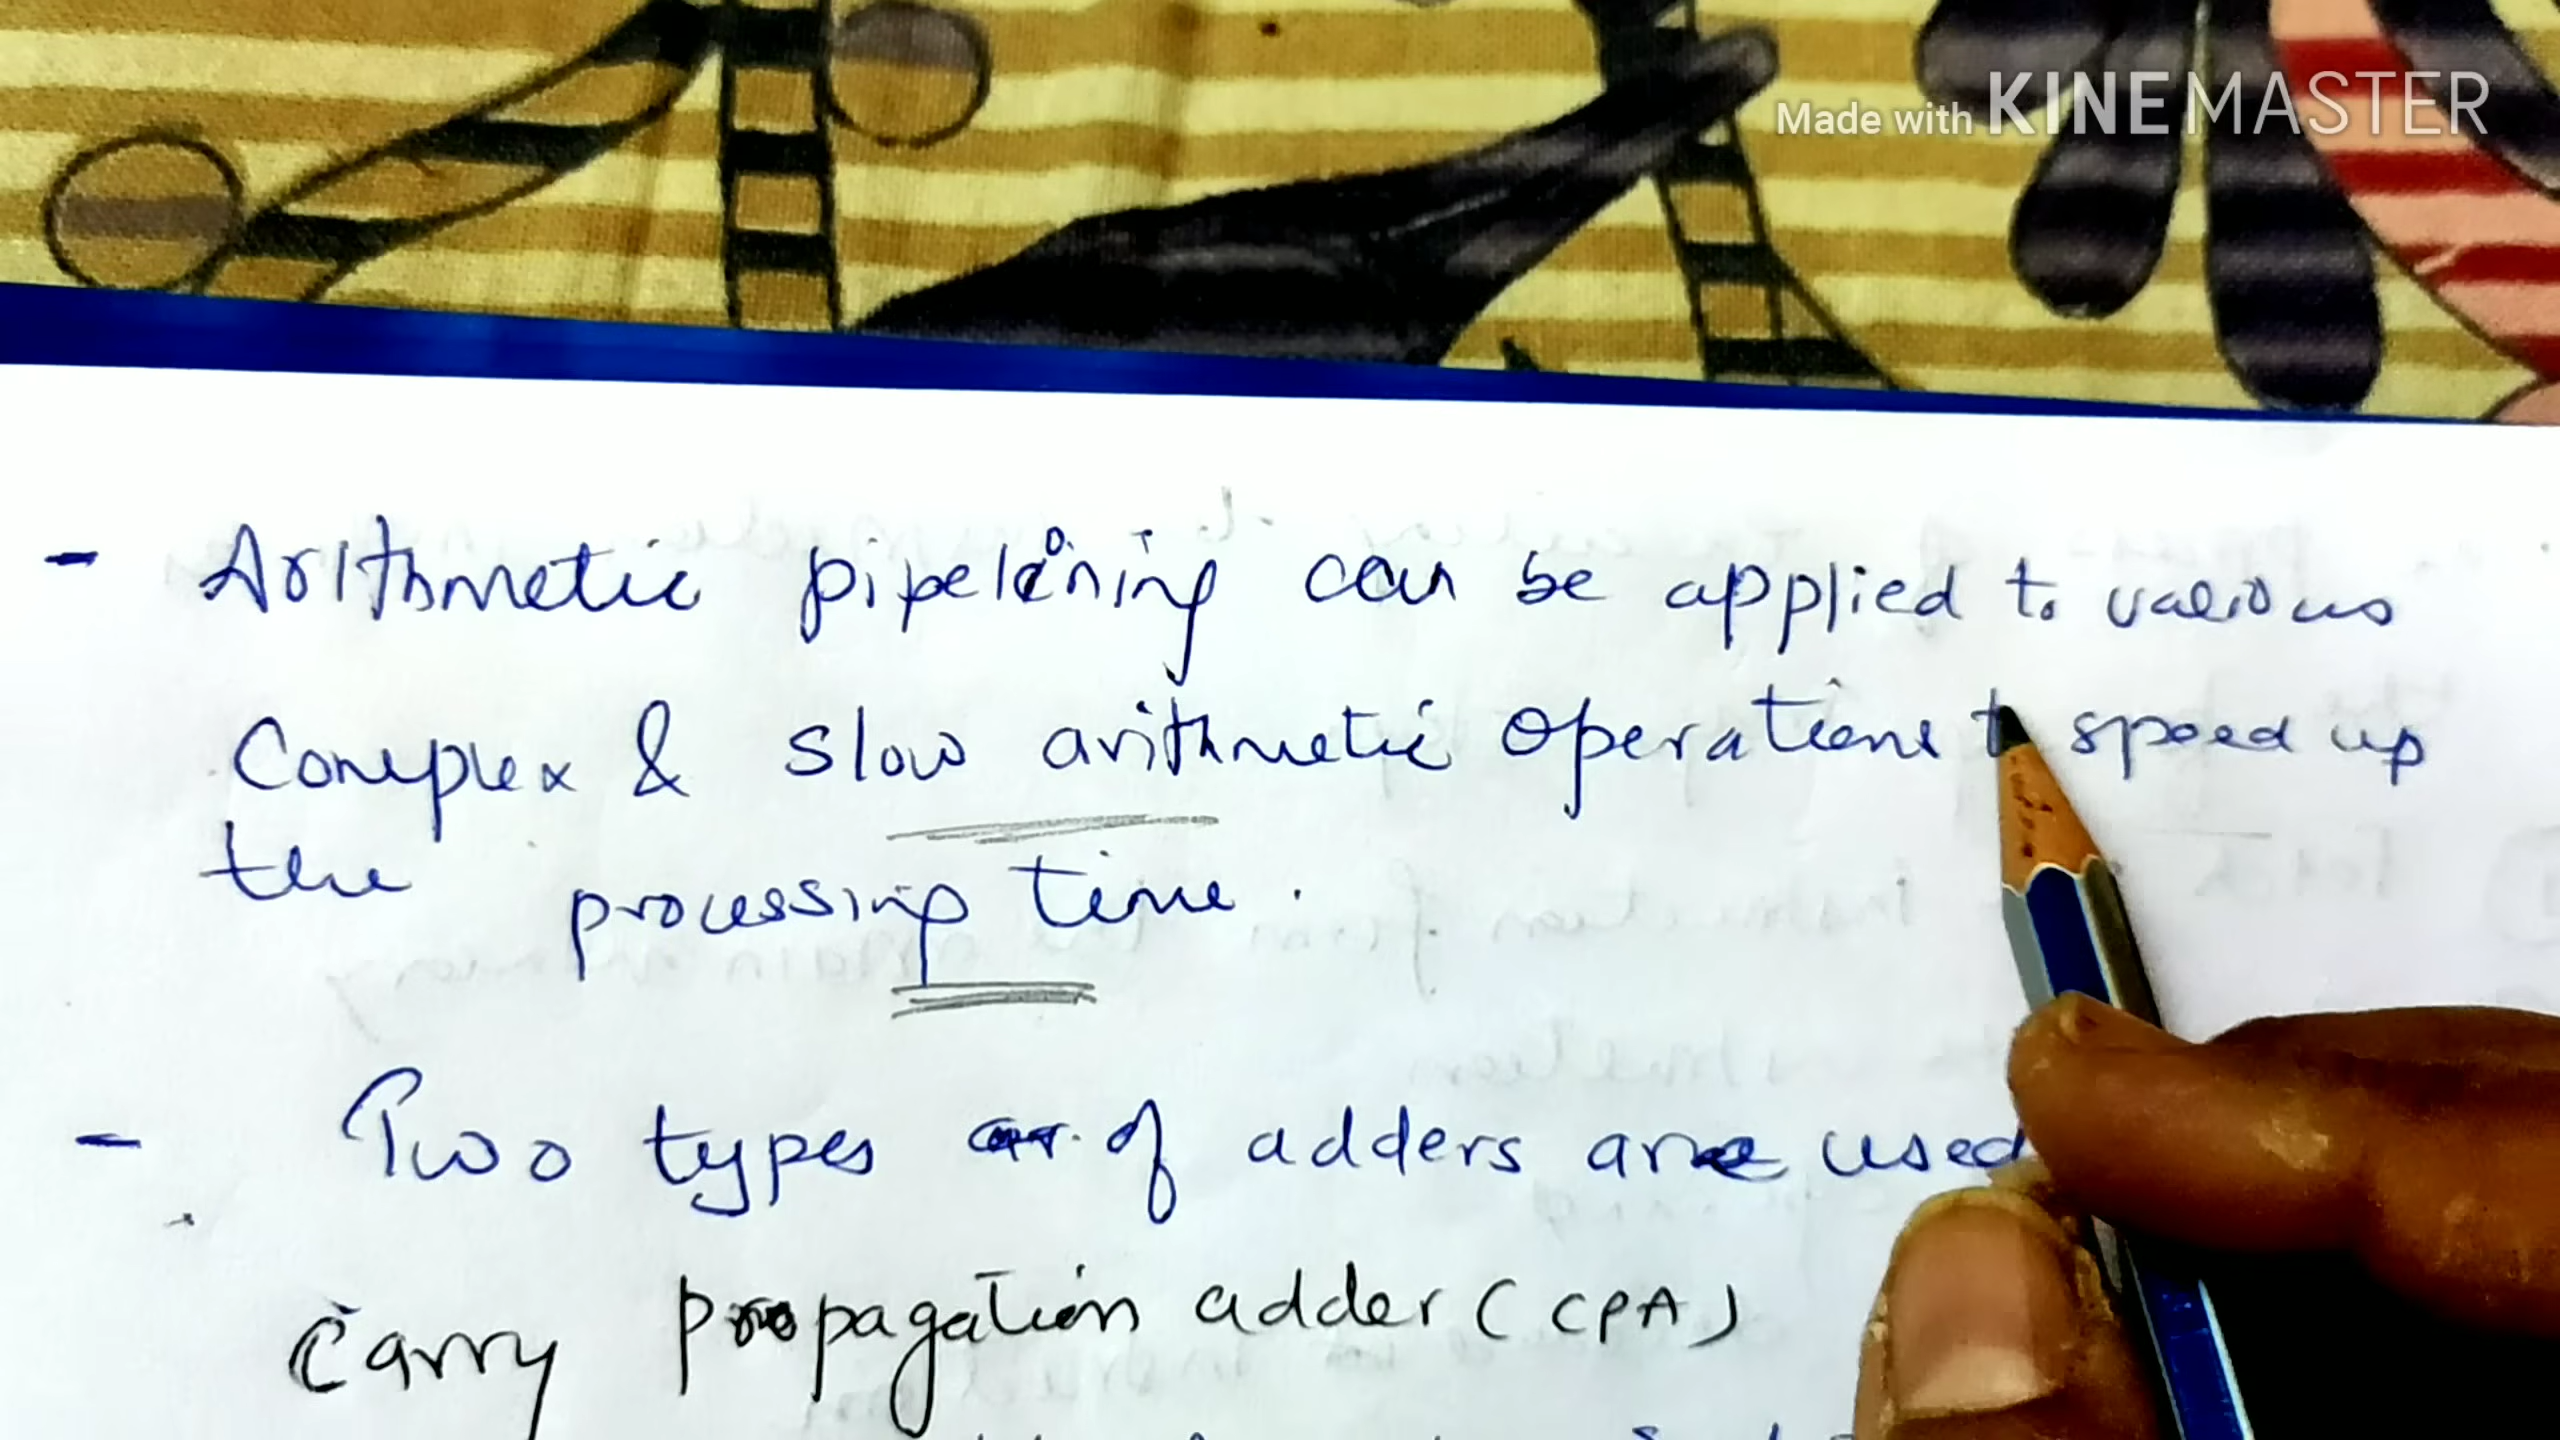 Made with KINEMASTER
- Arithmetic pipelining can be applied to various
Complex & slow arithmetic operations to speed up
the processing time.
- Two types of adders are used
Carry Propagation adder (CPA)